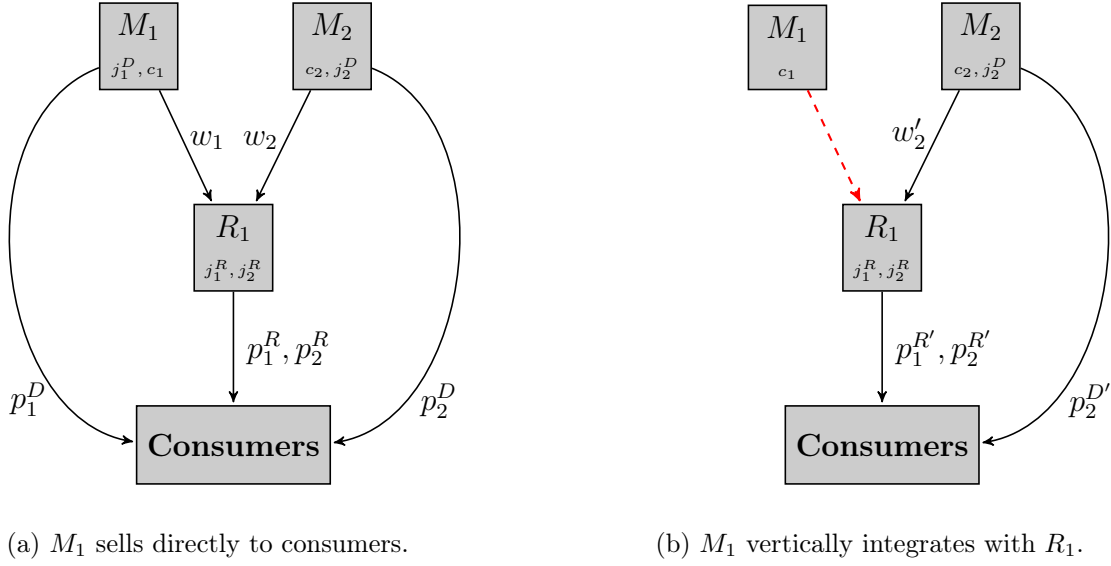 M₁
j₁ᴰ, c₁
M₂
c₂, j₂ᴰ
w₁
w₂
R₁
j₁ᴿ, j₂ᴿ
p₁ᴿ, p₂ᴿ
p₁ᴰ
p₂ᴰ
Consumers
(a) M₁ sells directly to consumers.
M₁
c₁
M₂
c₂, j₂ᴰ
w₂′
R₁
j₁ᴿ, j₂ᴿ
p₁ᴿ′, p₂ᴿ′
p₂ᴰ′
Consumers
(b) M₁ vertically integrates with R₁.